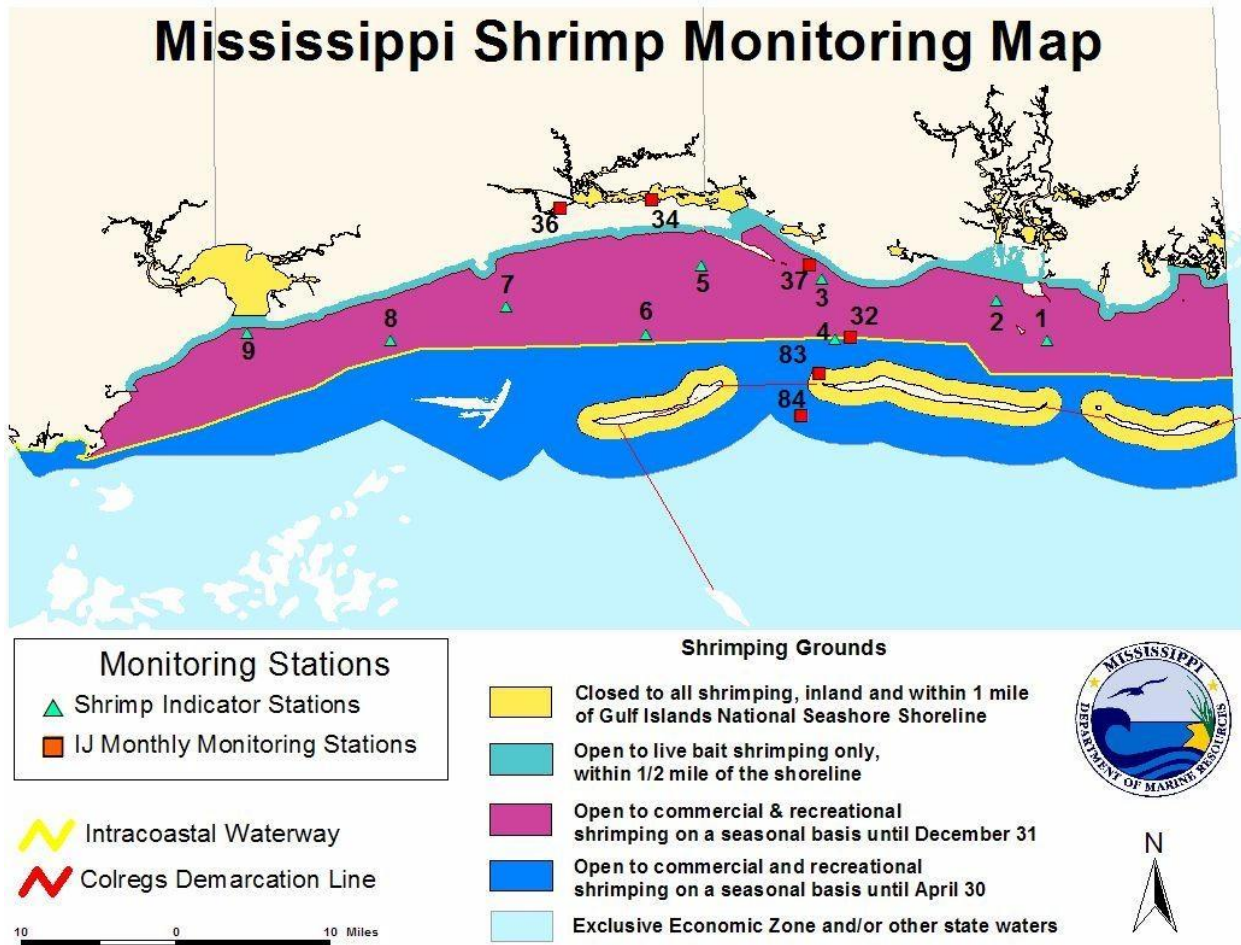 Mississippi Shrimp Monitoring Map
36
34
37
5
3
7
6
4
32
2
1
9
8
83
84
Monitoring Stations
Shrimp Indicator Stations
IJ Monthly Monitoring Stations
Intracoastal Waterway
Colregs Demarcation Line
10 0 10 Miles
Shrimping Grounds
Closed to all shrimping, inland and within 1 mile
of Gulf Islands National Seashore Shoreline
Open to live bait shrimping only,
within 1/2 mile of the shoreline
Open to commercial & recreational
shrimping on a seasonal basis until December 31
Open to commercial and recreational
shrimping on a seasonal basis until April 30
Exclusive Economic Zone and/or other state waters
MISSISSIPPI
DEPARTMENT OF MARINE RESOURCES
N